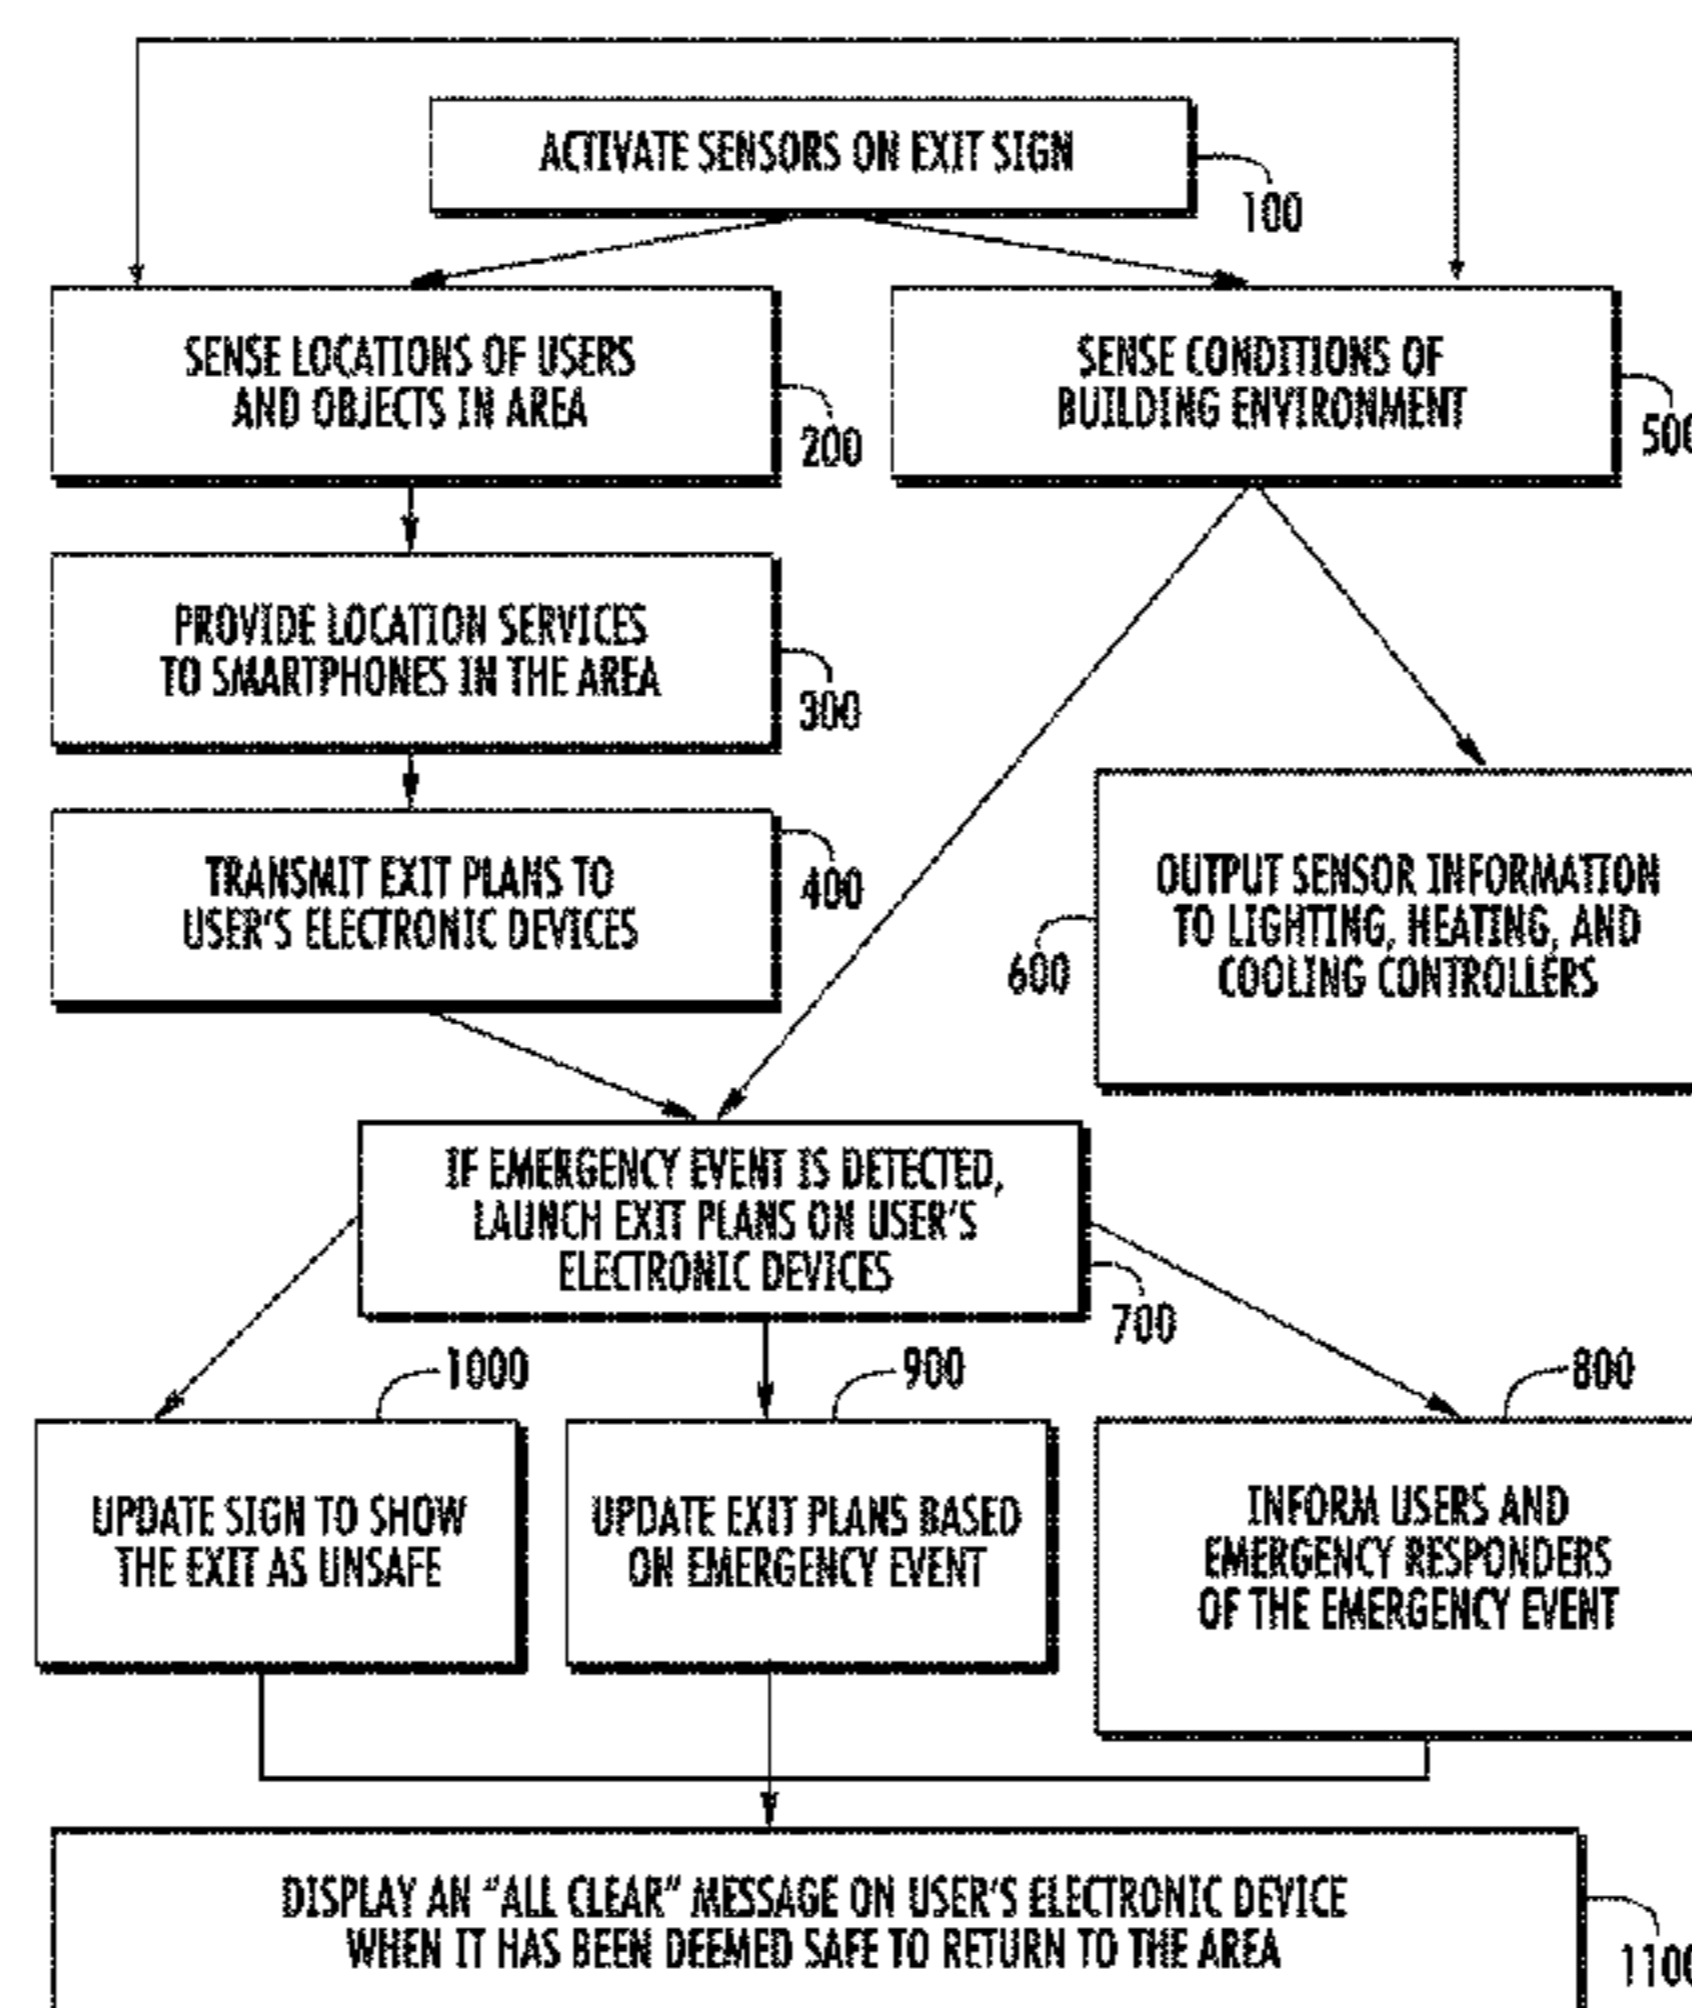 ACTIVATE SENSORS ON EXIT SIGN
100
SENSE LOCATIONS OF USERS
AND OBJECTS IN AREA
200
SENSE CONDITIONS OF
BUILDING ENVIRONMENT
500
PROVIDE LOCATION SERVICES
TO SMARTPHONES IN THE AREA
300
TRANSMIT EXIT PLANS TO
USER'S ELECTRONIC DEVICES
400
OUTPUT SENSOR INFORMATION
TO LIGHTING, HEATING, AND
COOLING CONTROLLERS
600
IF EMERGENCY EVENT IS DETECTED,
LAUNCH EXIT PLANS ON USER'S
ELECTRONIC DEVICES
700
1000
UPDATE SIGN TO SHOW
THE EXIT AS UNSAFE
900
UPDATE EXIT PLANS BASED
ON EMERGENCY EVENT
800
INFORM USERS AND
EMERGENCY RESPONDERS
OF THE EMERGENCY EVENT
DISPLAY AN "ALL CLEAR" MESSAGE ON USER'S ELECTRONIC DEVICE
WHEN IT HAS BEEN DEEMED SAFE TO RETURN TO THE AREA
1100